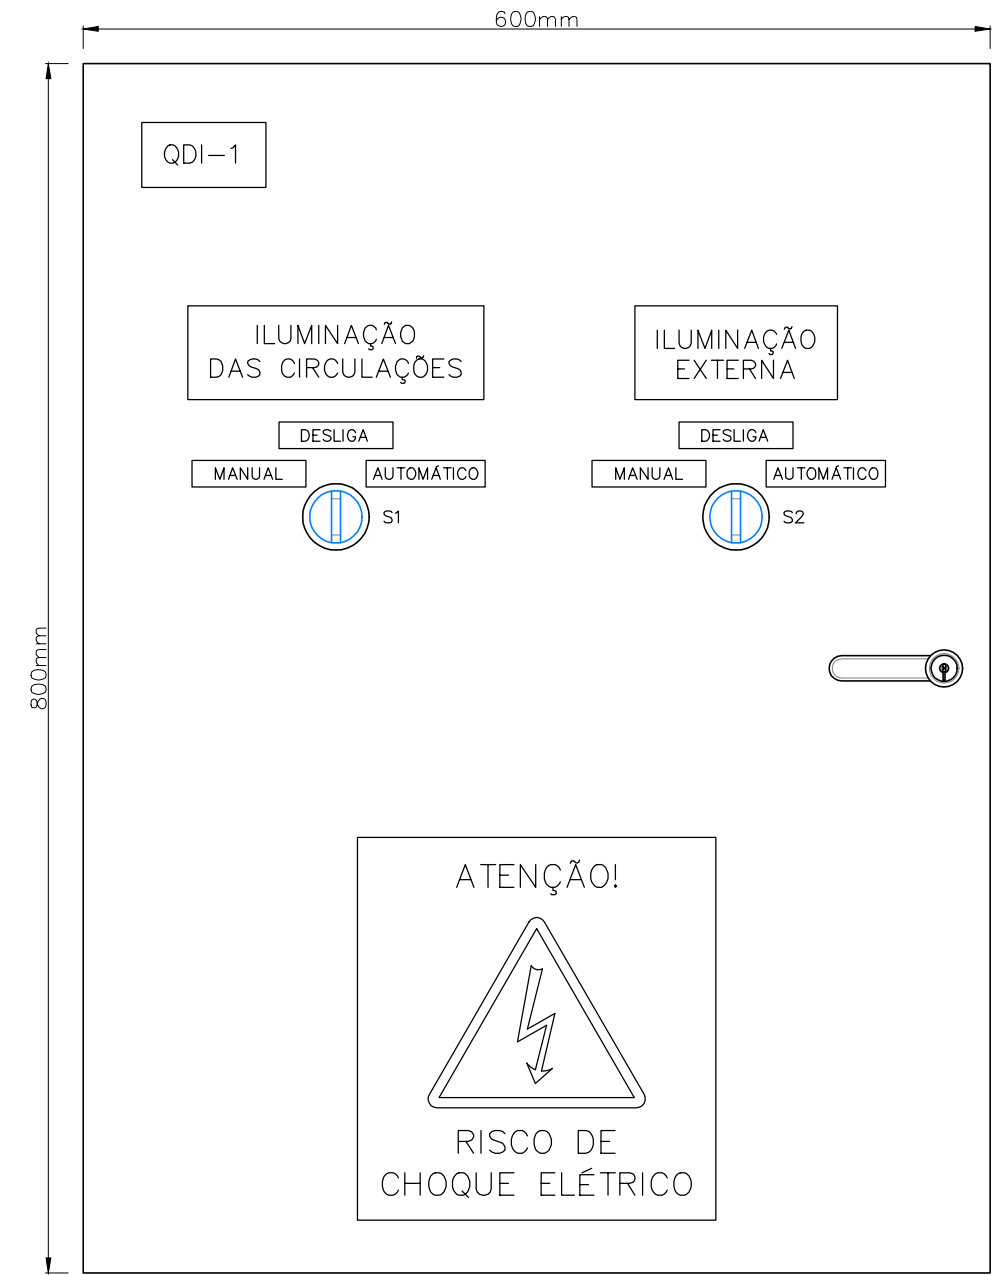 600mm
QDI-1
ILUMINAÇÃO
DAS CIRCULAÇÕES
ILUMINAÇÃO
EXTERNA
DESLIGA
MANUAL
AUTOMÁTICO
S1
DESLIGA
MANUAL
AUTOMÁTICO
S2
800mm
ATENÇÃO!
RISCO DE
CHOQUE ELÉTRICO